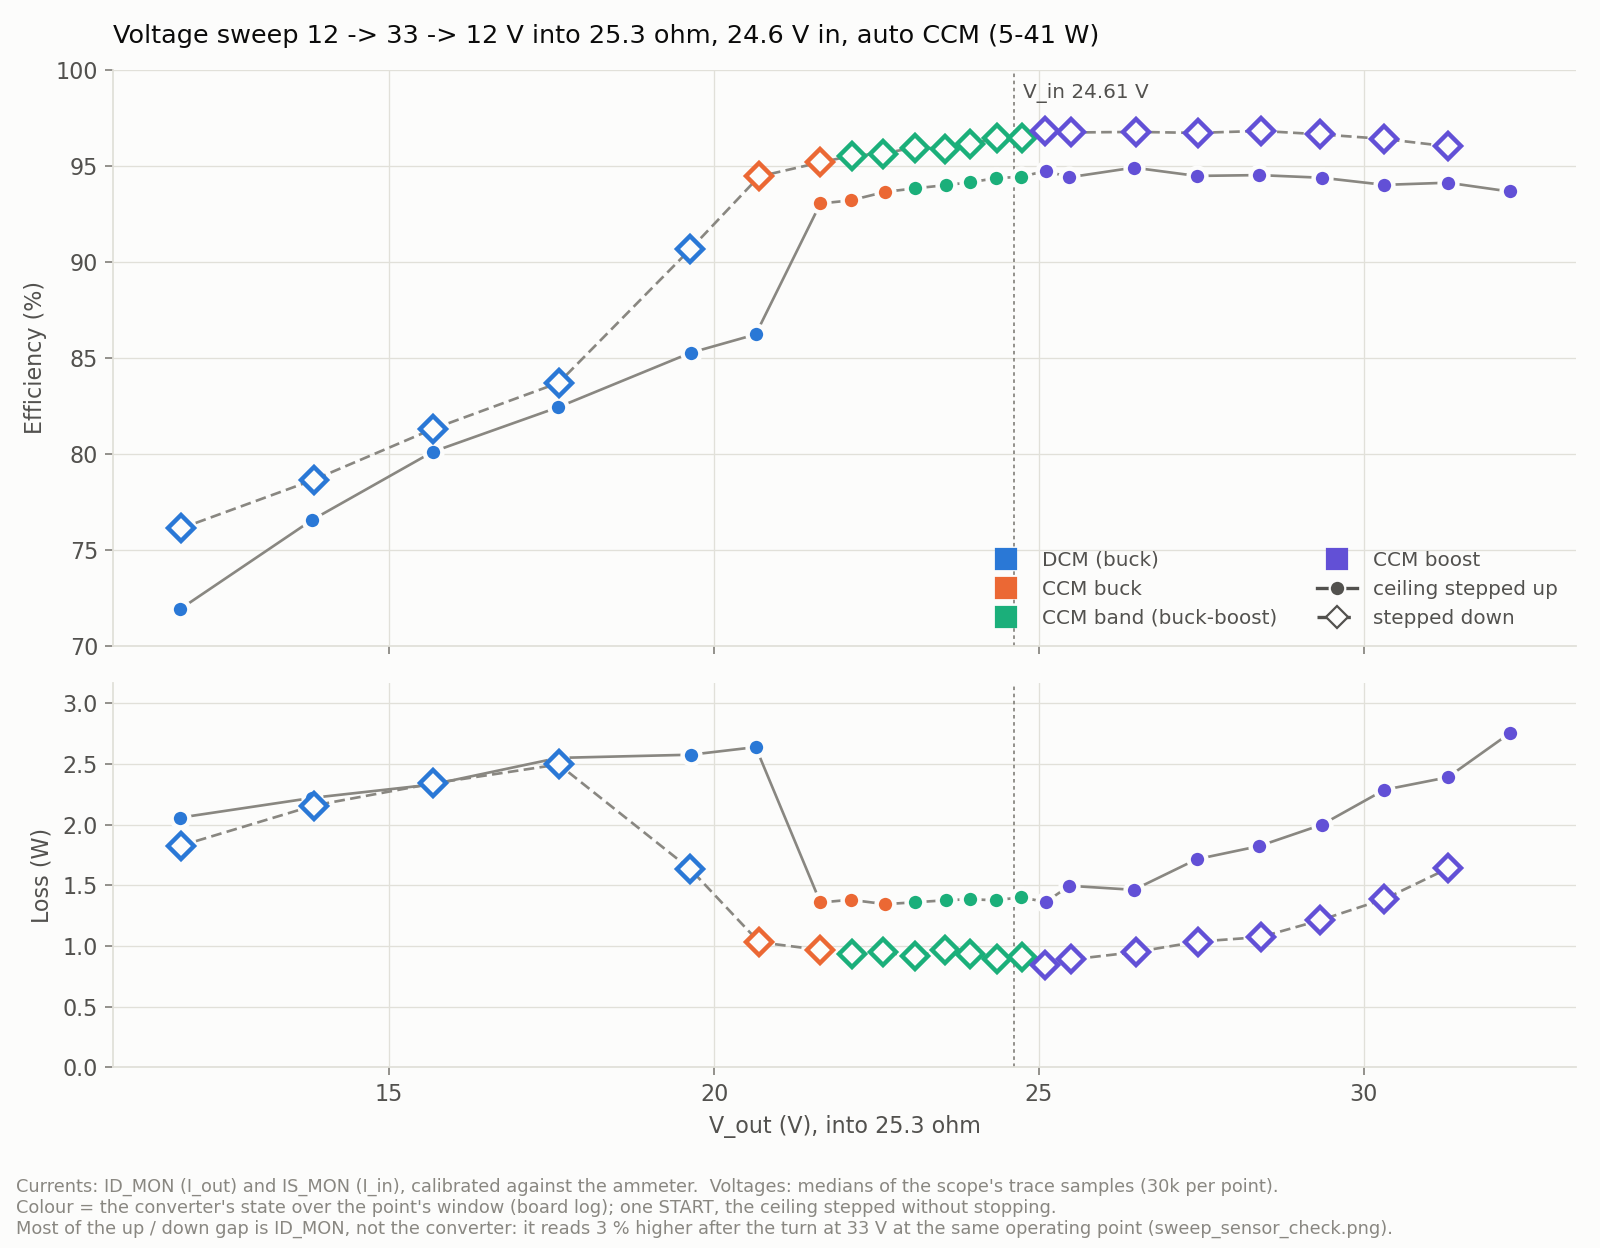 Voltage sweep 12 -> 33 -> 12 V into 25.3 ohm, 24.6 V in, auto CCM (5-41 W)
100
V_in 24.61 V
95
90
85
80
75
70
Efficiency (%)
DCM (buck)
CCM buck
CCM band (buck-boost)
CCM boost
ceiling stepped up
stepped down
3.0
2.5
2.0
1.5
1.0
0.5
0.0
Loss (W)
15
20
25
30
V_out (V), into 25.3 ohm
Currents: ID_MON (I_out) and IS_MON (I_in), calibrated against the ammeter.  Voltages: medians of the scope's trace samples (30k per point).
Colour = the converter's state over the point's window (board log); one START, the ceiling stepped without stopping.
Most of the up / down gap is ID_MON, not the converter: it reads 3 % higher after the turn at 33 V at the same operating point (sweep_sensor_check.png).